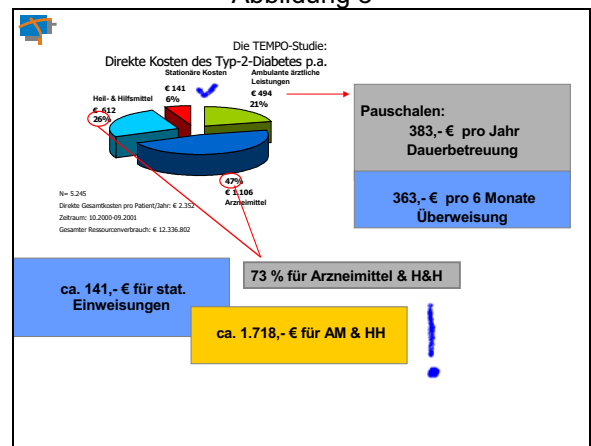 Die TEMPO-Studie:
Direkte Kosten des Typ-2-Diabetes p.a.
Stationäre Kosten
€ 141
6%
Ambulante ärztliche
Leistungen
€ 494
21%
Heil- & Hilfsmittel
€ 612
26%
47%
€ 1.106
Arzneimittel
N= 5.245
Direkte Gesamtkosten pro Patient/Jahr: € 2.352
Zeitraum: 10.2000-09.2001
Gesamter Ressourcenverbrauch: € 12.336.802
Pauschalen:
383,- € pro Jahr
Dauerbetreuung
363,- € pro 6 Monate
Überweisung
73 % für Arzneimittel & H&H
ca. 141,- € für stat.
Einweisungen
ca. 1.718,- € für AM & HH
!